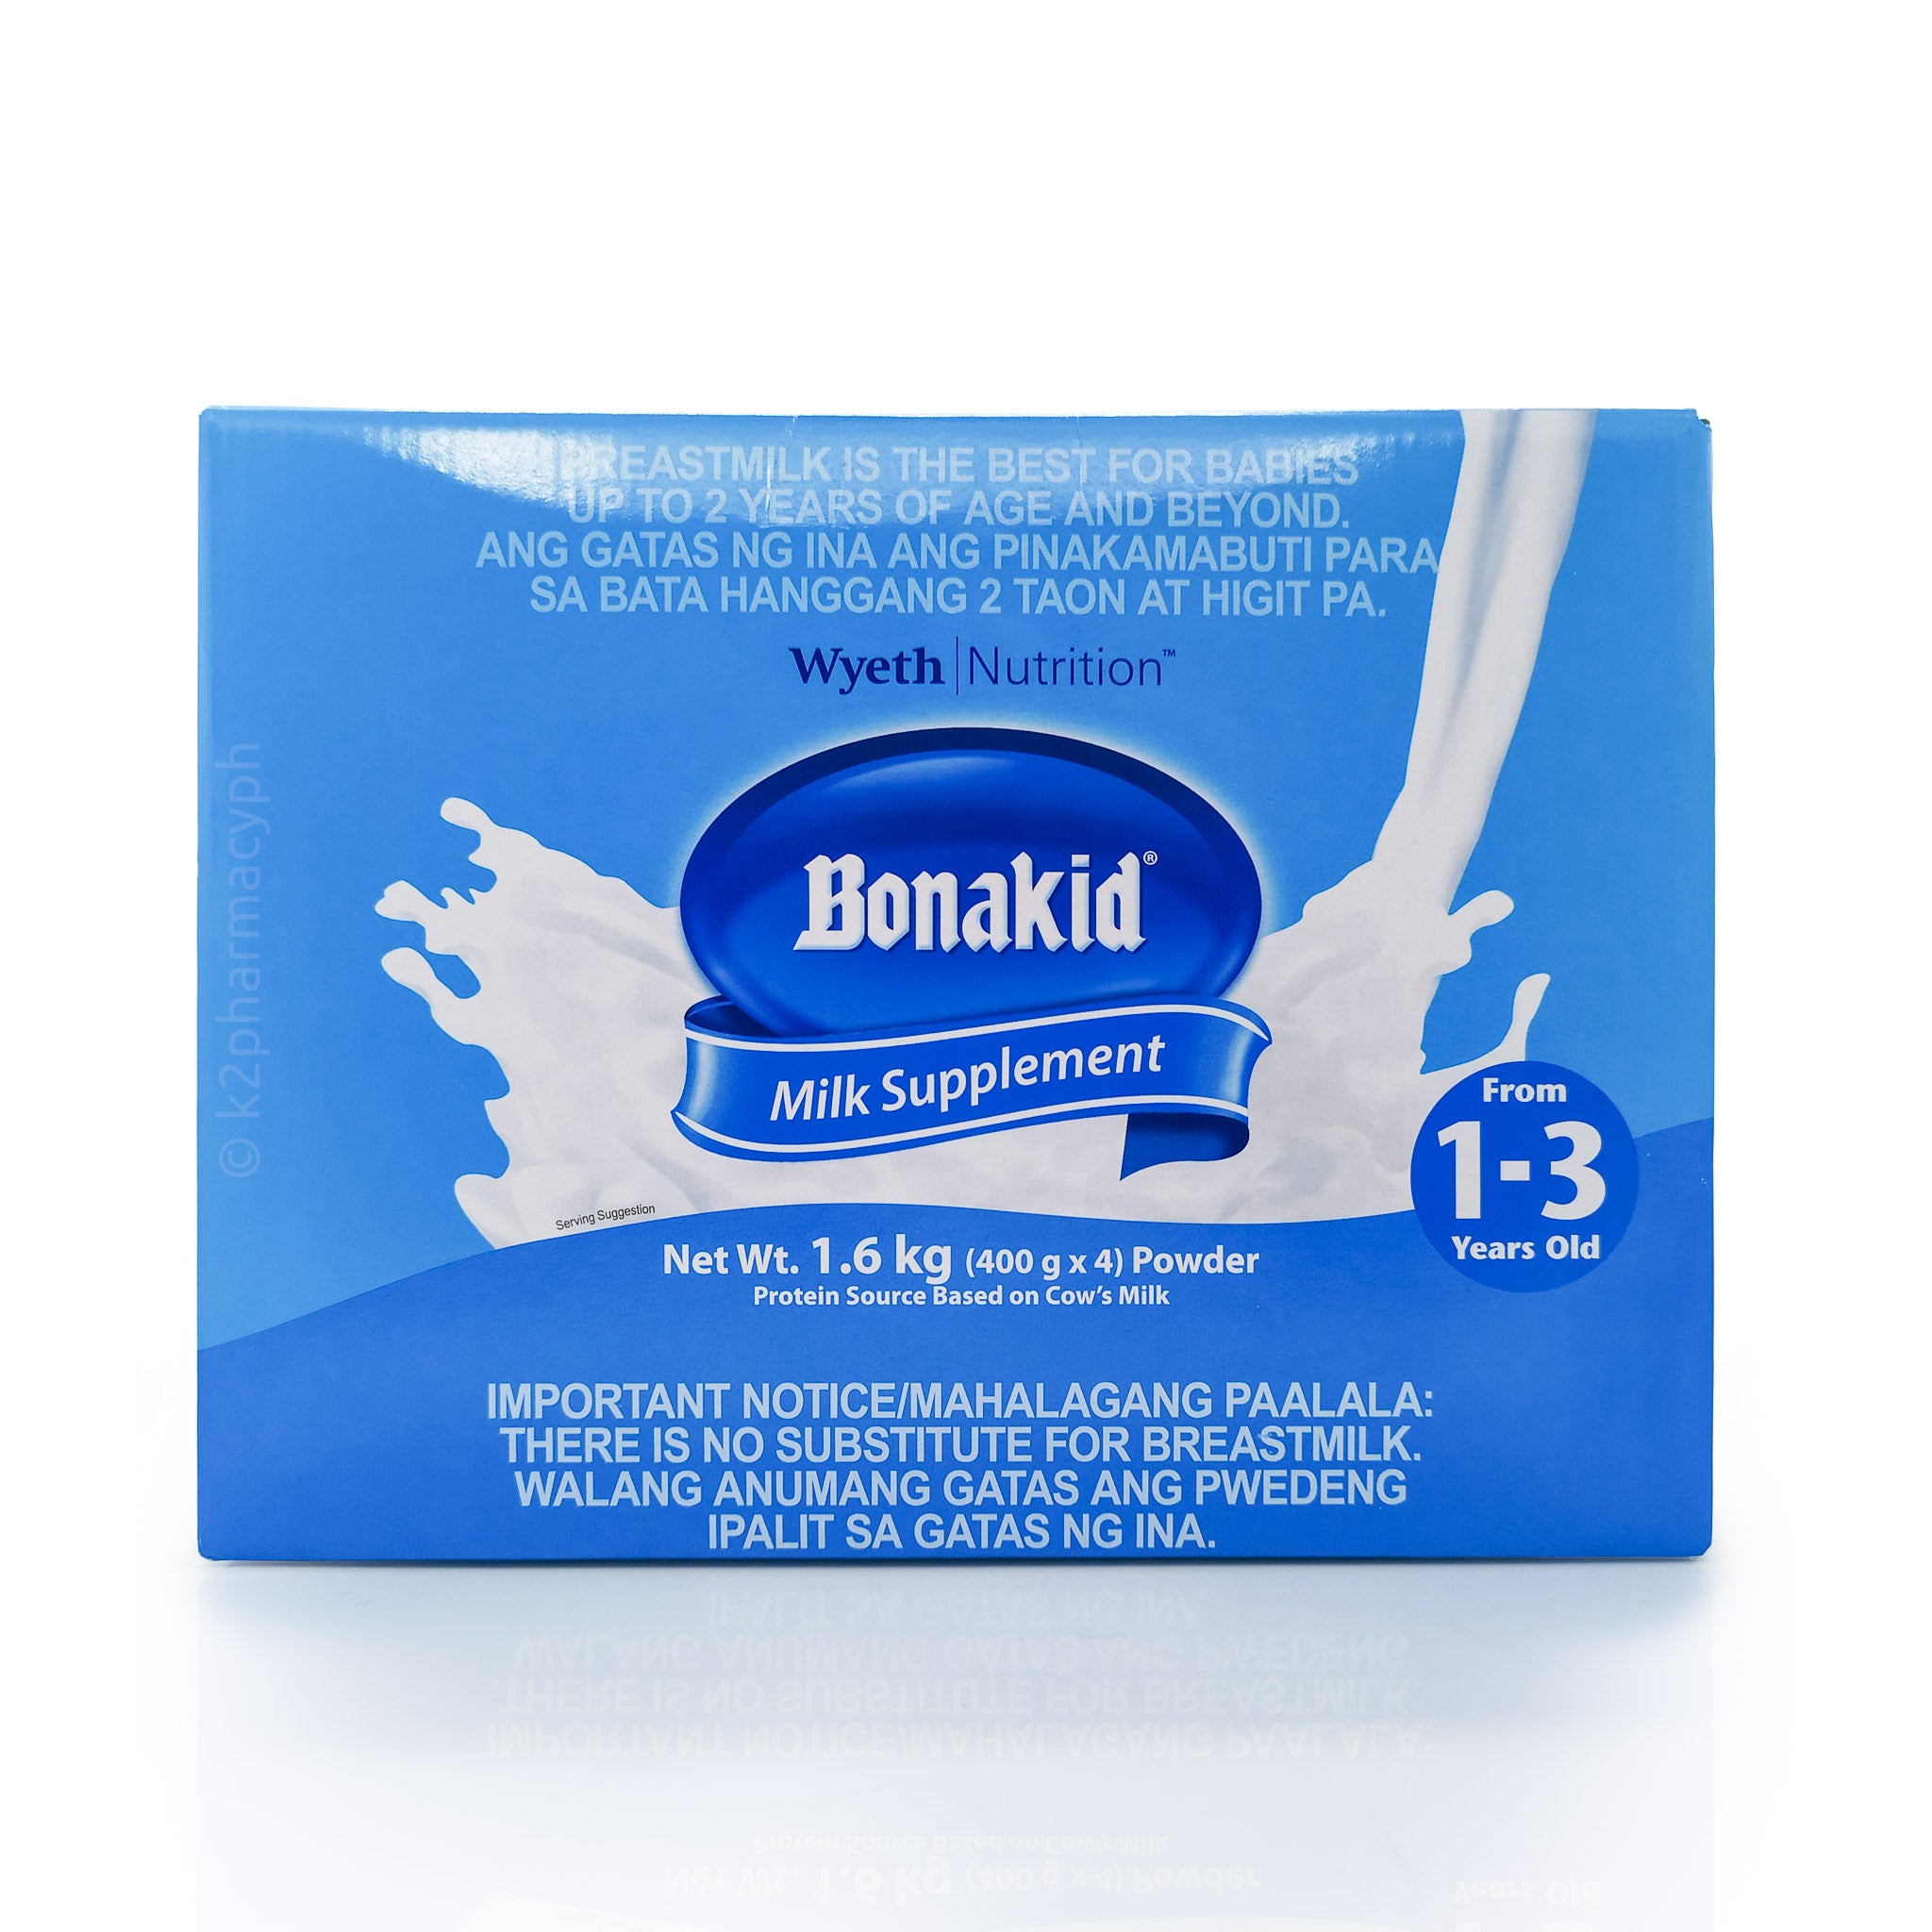 BREASTMILK IS THE BEST FOR BABIES
UP TO 2 YEARS OF AGE AND BEYOND.
ANG GATAS NG INA ANG PINAKAMABUTI PARA
SA BATA HANGGANG 2 TAON AT HIGIT PA.
Wyeth | Nutrition™
Bonakid®
Milk Supplement
From
1-3
Years Old
Serving Suggestion
Net Wt. 1.6 kg (400 g x 4) Powder
Protein Source Based on Cow's Milk
IMPORTANT NOTICE/MAHALAGANG PAALALA:
THERE IS NO SUBSTITUTE FOR BREASTMILK.
WALANG ANUMANG GATAS ANG PWEDENG
IPALIT SA GATAS NG INA.
© k2pharmacyph